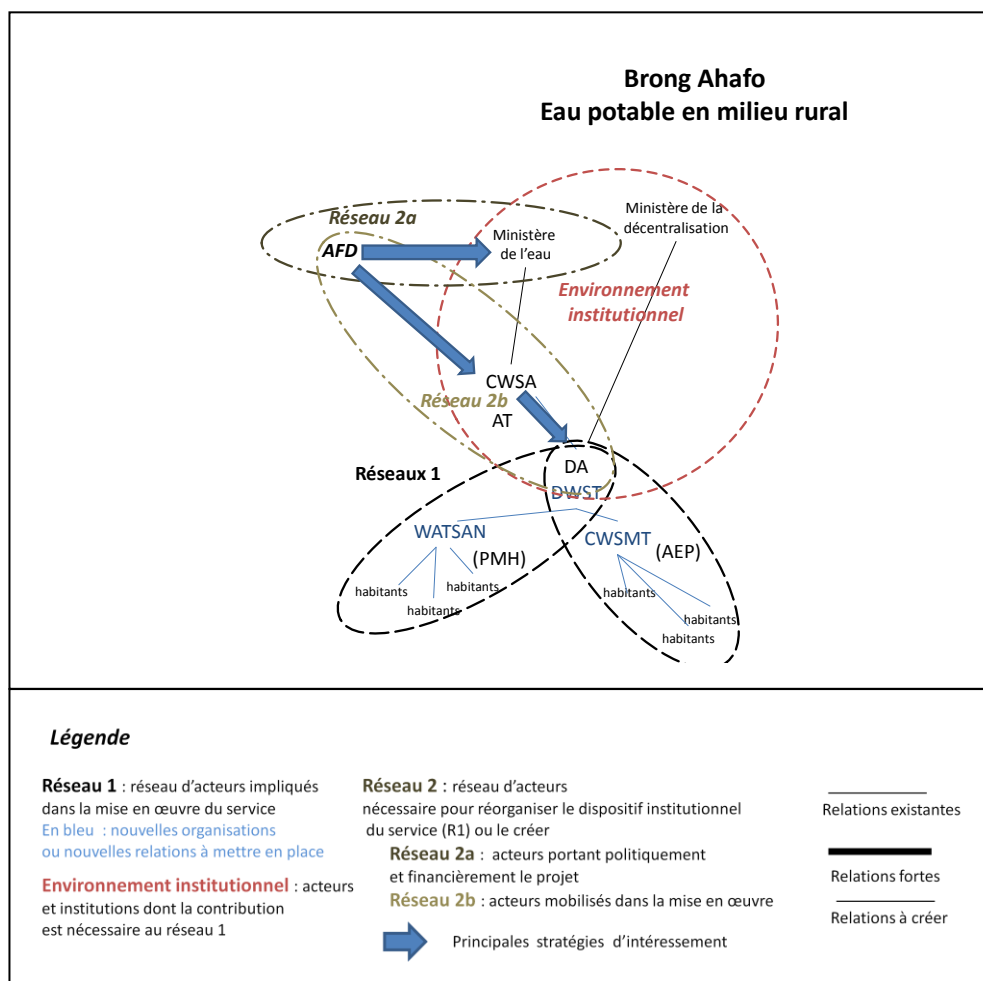 Brong Ahafo
Eau potable en milieu rural
Réseau 2a
AFD
Ministère
de l'eau
Ministère de la
décentralisation
Environnement
institutionnel
CWSA
Réseau 2b
AT
Réseaux 1
DA
DWST
WATSAN
(PMH)
habitants
habitants
habitants
CWSMT
(AEP)
habitants
habitants
habitants
Légende
Réseau 1 : réseau d'acteurs impliqués
dans la mise en œuvre du service
En bleu : nouvelles organisations
ou nouvelles relations à mettre en place
Environnement institutionnel : acteurs
et institutions dont la contribution
est nécessaire au réseau 1
Réseau 2 : réseau d'acteurs
nécessaire pour réorganiser le dispositif institutionnel
du service (R1) ou le créer
Réseau 2a : acteurs portant politiquement
et financièrement le projet
Réseau 2b : acteurs mobilisés dans la mise en œuvre
Principales stratégies d'intéressement
Relations existantes
Relations fortes
Relations à créer